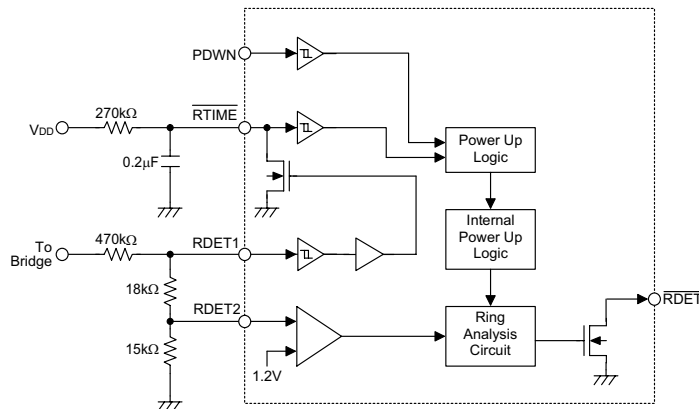 PDWN
270kΩ
RTIME
VDD
0.2μF
Power Up
Logic
470kΩ
To
Bridge
RDET1
Internal
Power Up
Logic
18kΩ
RDET2
RDET
Ring
Analysis
Circuit
15kΩ
1.2V